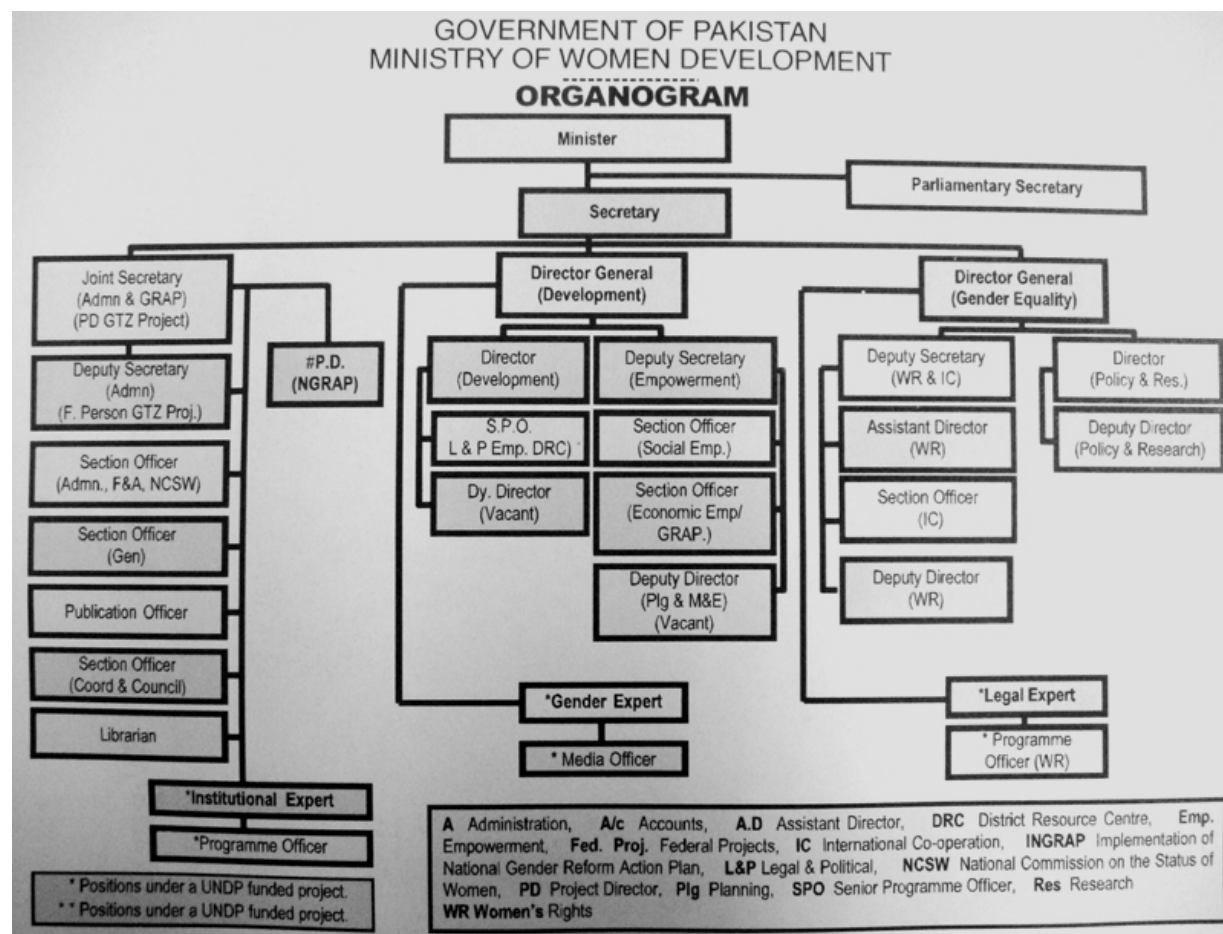 GOVERNMENT OF PAKISTAN
MINISTRY OF WOMEN DEVELOPMENT
ORGANOGRAM
Minister
Parliamentary Secretary
Secretary
Joint Secretary
(Admn & GRAP)
(PD GTZ Project)
Deputy Secretary
(Admn)
(F. Person GTZ Proj.)
Section Officer
(Admn., F&A, NCSW)
Section Officer
(Gen)
Publication Officer
Section Officer
(Coord & Council)
Librarian
#P.D.
(NGRAP)
*Institutional Expert
*Programme Officer
Director General
(Development)
Director
(Development)
S.P.O.
L & P Emp. DRC)
Dy. Director
(Vacant)
Deputy Secretary
(Empowerment)
Section Officer
(Social Emp.)
Section Officer
(Economic Emp/
GRAP.)
Deputy Director
(Plg & M&E)
(Vacant)
*Gender Expert
* Media Officer
Director General
(Gender Equality)
Deputy Secretary
(WR & IC)
Assistant Director
(WR)
Section Officer
(IC)
Deputy Director
(WR)
Director
(Policy & Res.)
Deputy Director
(Policy & Research)
*Legal Expert
* Programme
Officer (WR)
* Positions under a UNDP funded project.
* * Positions under a UNDP funded project.
A Administration, A/c Accounts, A.D Assistant Director, DRC District Resource Centre, Emp.
Empowerment, Fed. Proj. Federal Projects, IC International Co-operation, INGRAP Implementation of
National Gender Reform Action Plan, L&P Legal & Political, NCSW National Commission on the Status of
Women, PD Project Director, Plg Planning, SPO Senior Programme Officer, Res Research
WR Women's Rights